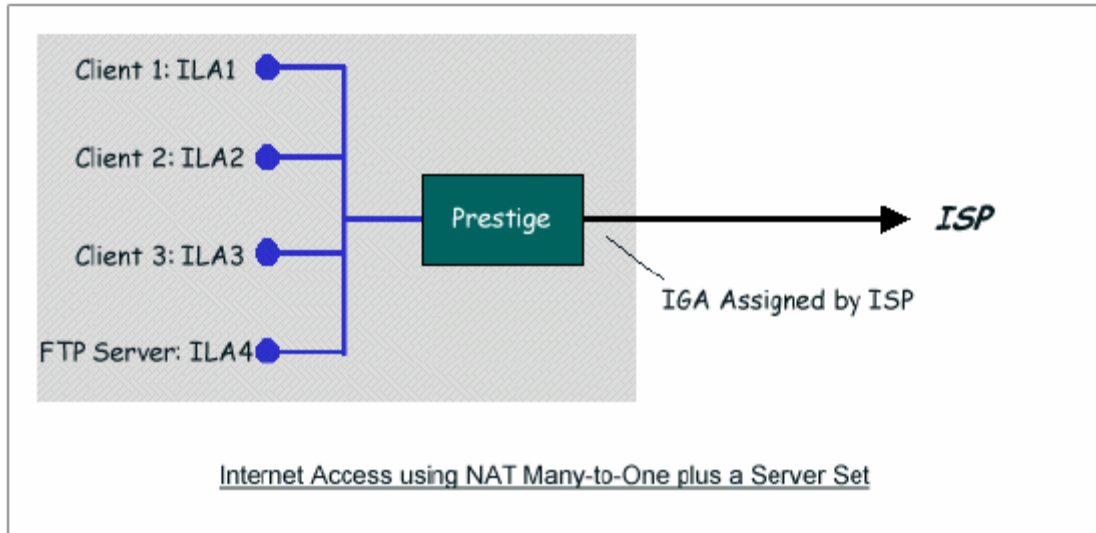 Client 1: ILA1
Client 2: ILA2
Client 3: ILA3
FTP Server: ILA4
Prestige
ISP
IGA Assigned by ISP
Internet Access using NAT Many-to-One plus a Server Set